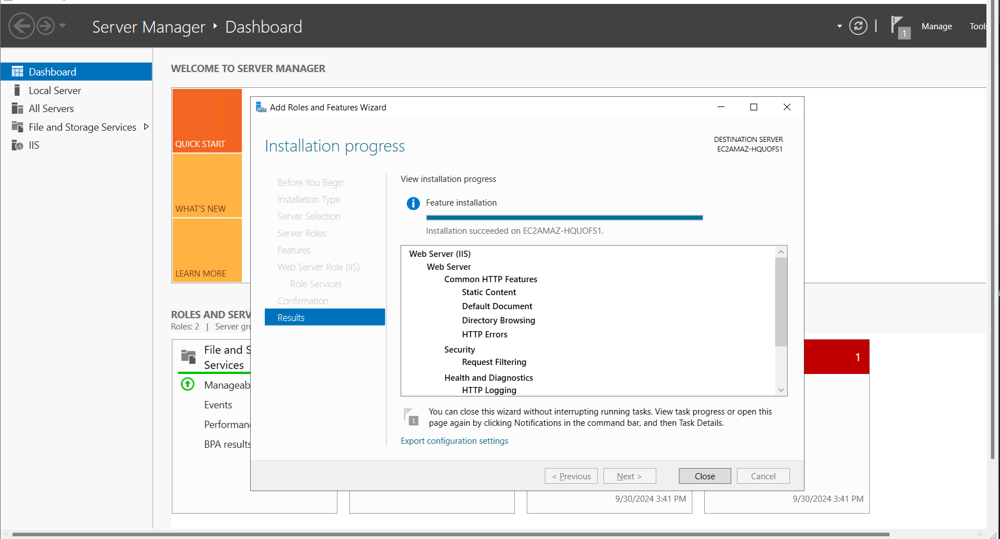 Server Manager ‣ Dashboard
1
Manage
Tools
Dashboard
Local Server
All Servers
File and Storage Services
IIS
WELCOME TO SERVER MANAGER
QUICK START
WHAT'S NEW
LEARN MORE
Add Roles and Features Wizard
Installation progress
DESTINATION SERVER
EC2AMAZ-HQUOFS1
Before You Begin
Installation Type
Server Selection
Server Roles
Features
Web Server Role (IIS)
Role Services
Confirmation
Results
View installation progress
Feature installation
Installation succeeded on EC2AMAZ-HQUOFS1.
Web Server (IIS)
Web Server
Common HTTP Features
Static Content
Default Document
Directory Browsing
HTTP Errors
Security
Request Filtering
Health and Diagnostics
HTTP Logging
1
You can close this wizard without interrupting running tasks. View task progress or open this
page again by clicking Notifications in the command bar, and then Task Details.
Export configuration settings
< Previous
Next >
Close
Cancel
ROLES AND SERV
Roles: 2 | Server gr
File and S
Services
Manageab
Events
Performan
BPA results
1
9/30/2024 3:41 PM
9/30/2024 3:41 PM